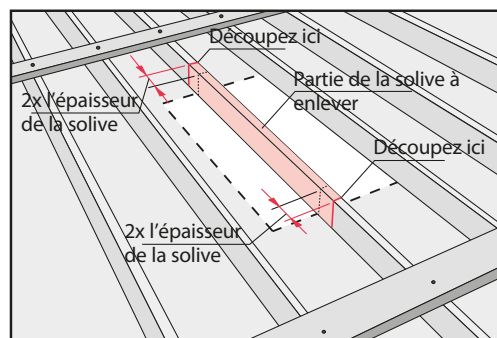 Découpez ici
2x l'épaisseur
de la solive
Partie de la solive à
enlever
Découpez ici
2x l'épaisseur
de la solive